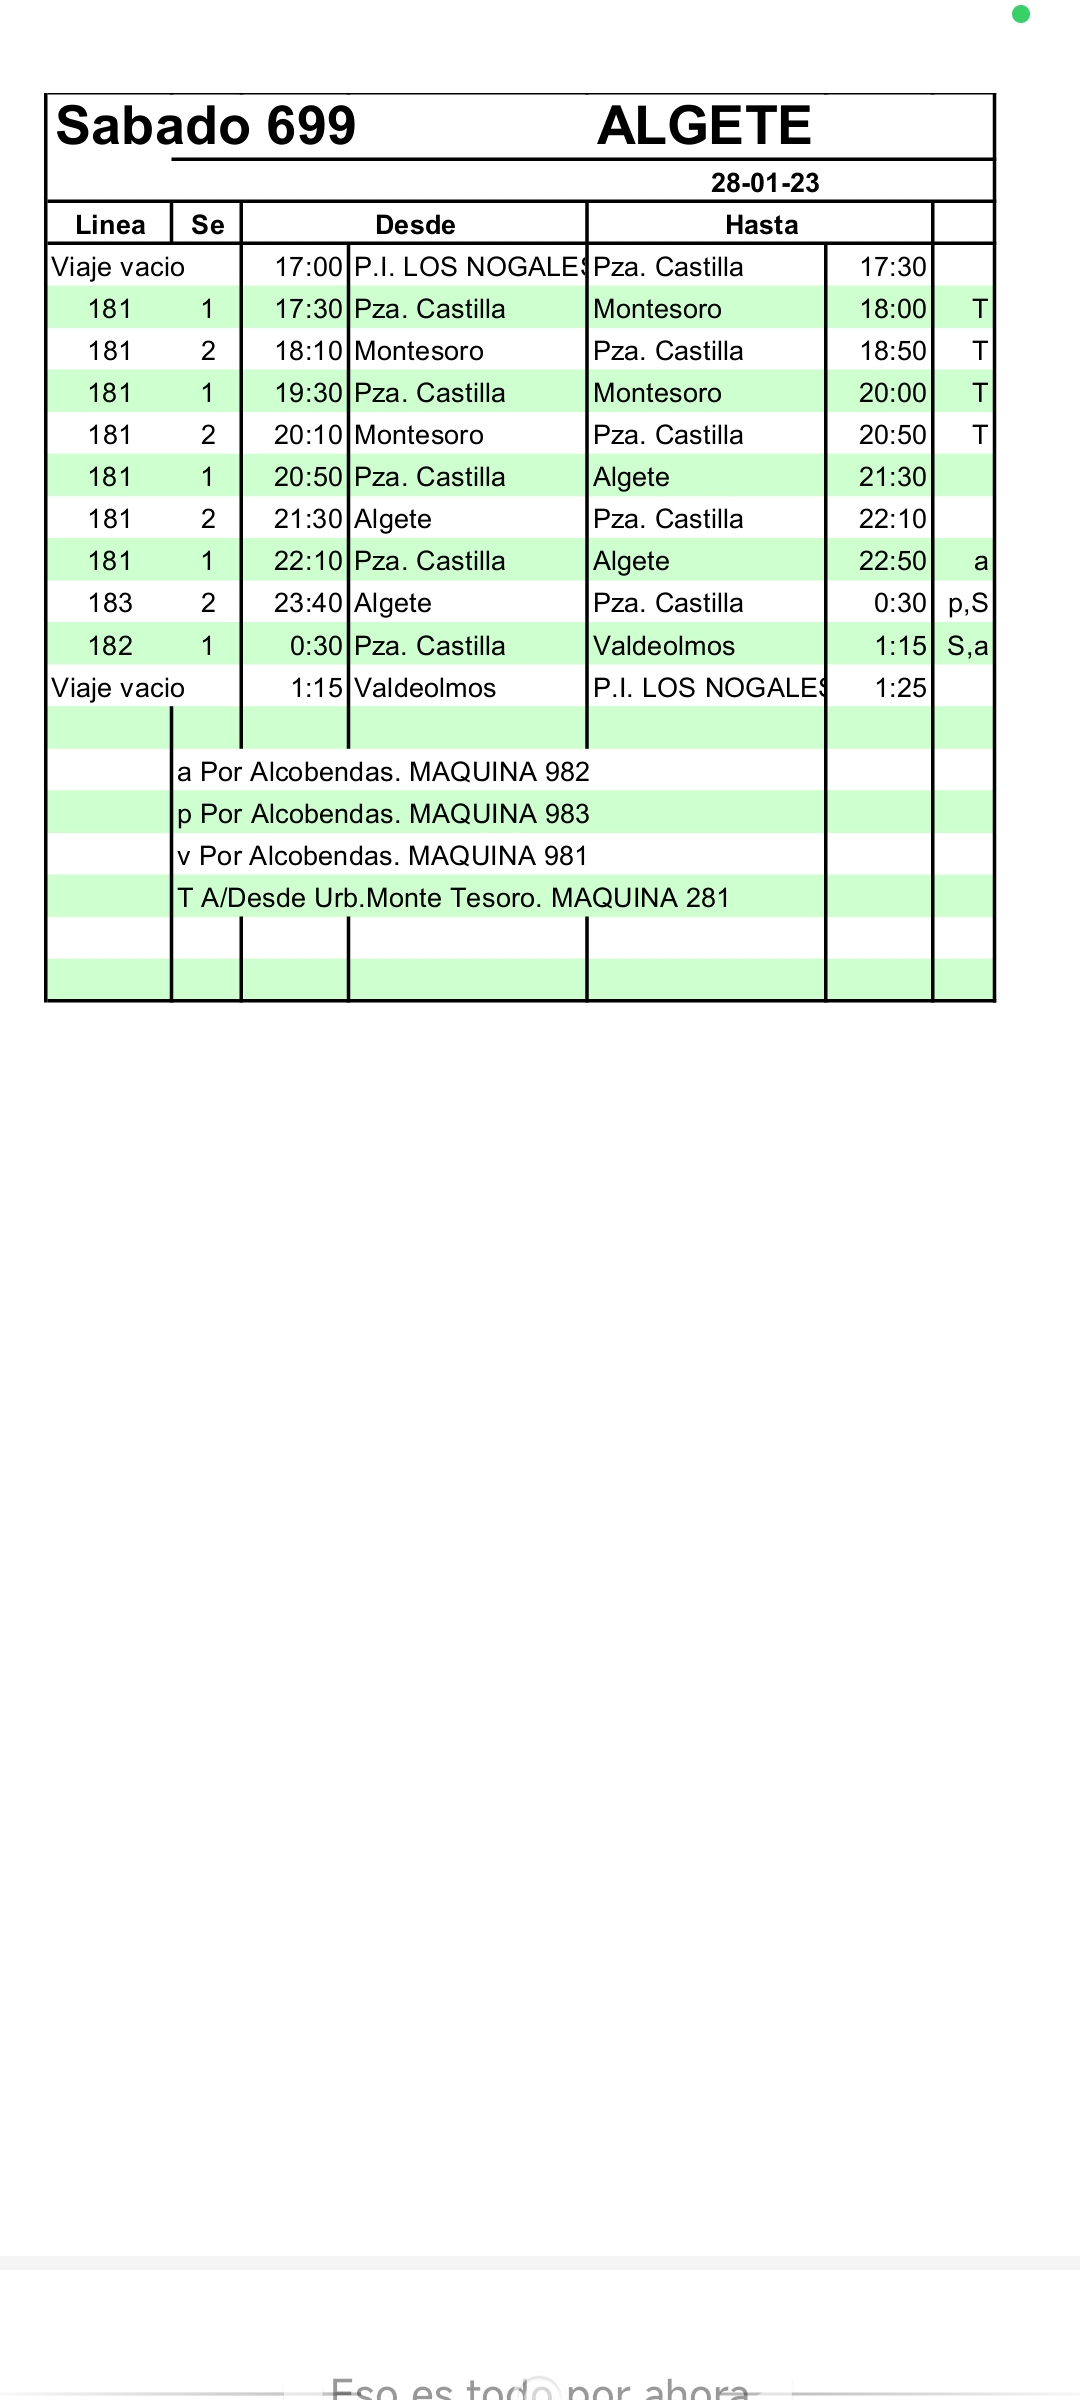 Sabado 699 ALGETE
28-01-23
Linea Se Desde Hasta
Viaje vacio 17:00 P.I. LOS NOGALES Pza. Castilla 17:30
181 1 17:30 Pza. Castilla Montesoro 18:00 T
181 2 18:10 Montesoro Pza. Castilla 18:50 T
181 1 19:30 Pza. Castilla Montesoro 20:00 T
181 2 20:10 Montesoro Pza. Castilla 20:50 T
181 1 20:50 Pza. Castilla Algete 21:30
181 2 21:30 Algete Pza. Castilla 22:10
181 1 22:10 Pza. Castilla Algete 22:50 a
183 2 23:40 Algete Pza. Castilla 0:30 p,S
182 1 0:30 Pza. Castilla Valdeolmos 1:15 S,a
Viaje vacio 1:15 Valdeolmos P.I. LOS NOGALES 1:25
a Por Alcobendas. MAQUINA 982
p Por Alcobendas. MAQUINA 983
v Por Alcobendas. MAQUINA 981
T A/Desde Urb.Monte Tesoro. MAQUINA 281
Eso es todo por ahora